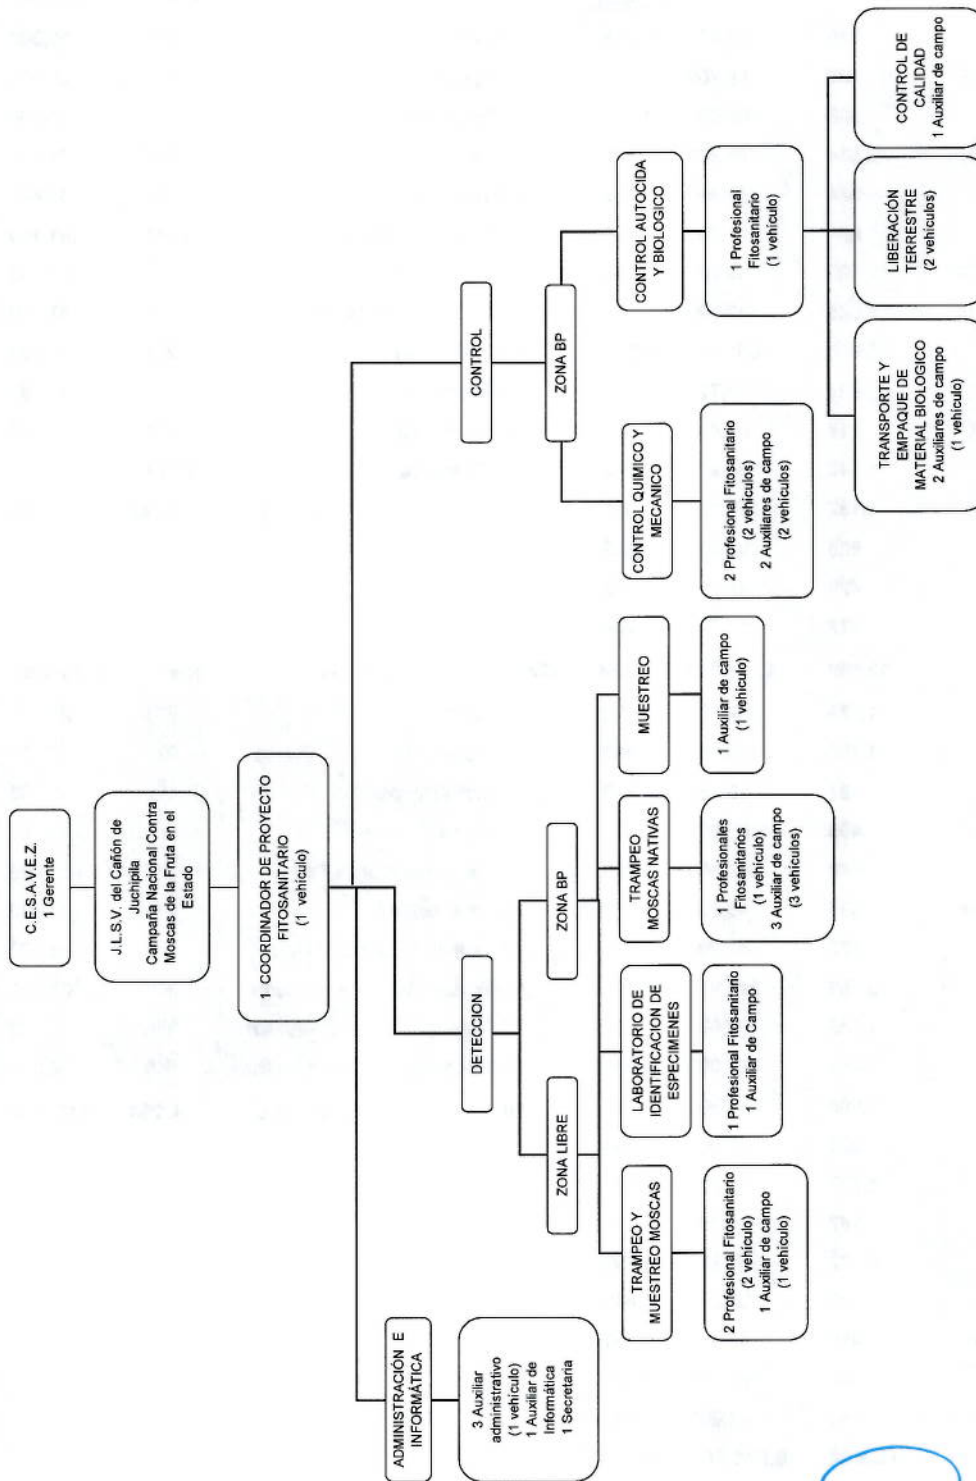 C.E.S.A.V.E.Z.
1 Gerente
J.L.S.V. del Cañón de
Juchipila
Campaña Nacional Contra
Moscas de la Fruta en el
Estado
1 COORDINADOR DE PROYECTO
FITOSANITARIO
(1 vehículo)
ADMINISTRACIÓN E
INFORMÁTICA
3 Auxiliar
administrativo
(1 vehículo)
1 Auxiliar de
Informática
1 Secretaria
DETECCION
ZONA LIBRE
ZONA BP
TRAMPEO Y
MUESTREO MOSCAS
2 Profesional Fitosanitario
(2 vehículo)
1 Auxiliar de campo
(1 vehículo)
LABORATORIO DE
IDENTIFICACION DE
ESPECIMENES
1 Profesional Fitosanitario
1 Auxiliar de Campo
TRAMPEO
MOSCAS NATIVAS
1 Profesionales
Fitosanitarios
(1 vehículo)
3 Auxiliar de campo
(3 vehículos)
MUESTREO
1 Auxiliar de campo
(1 vehículo)
CONTROL
ZONA BP
CONTROL QUIMICO Y
MECANICO
2 Profesional Fitosanitario
(2 vehículos)
2 Auxiliares de campo
(2 vehículos)
CONTROL AUTOCIDA
Y BIOLOGICO
1 Profesional
Fitosanitario
(1 vehículo)
TRANSPORTE Y
EMPAQUE DE
MATERIAL BIOLOGICO
2 Auxiliares de campo
(1 vehículo)
LIBERACIÓN
TERRESTRE
(2 vehículos)
CONTROL DE
CALIDAD
1 Auxiliar de campo